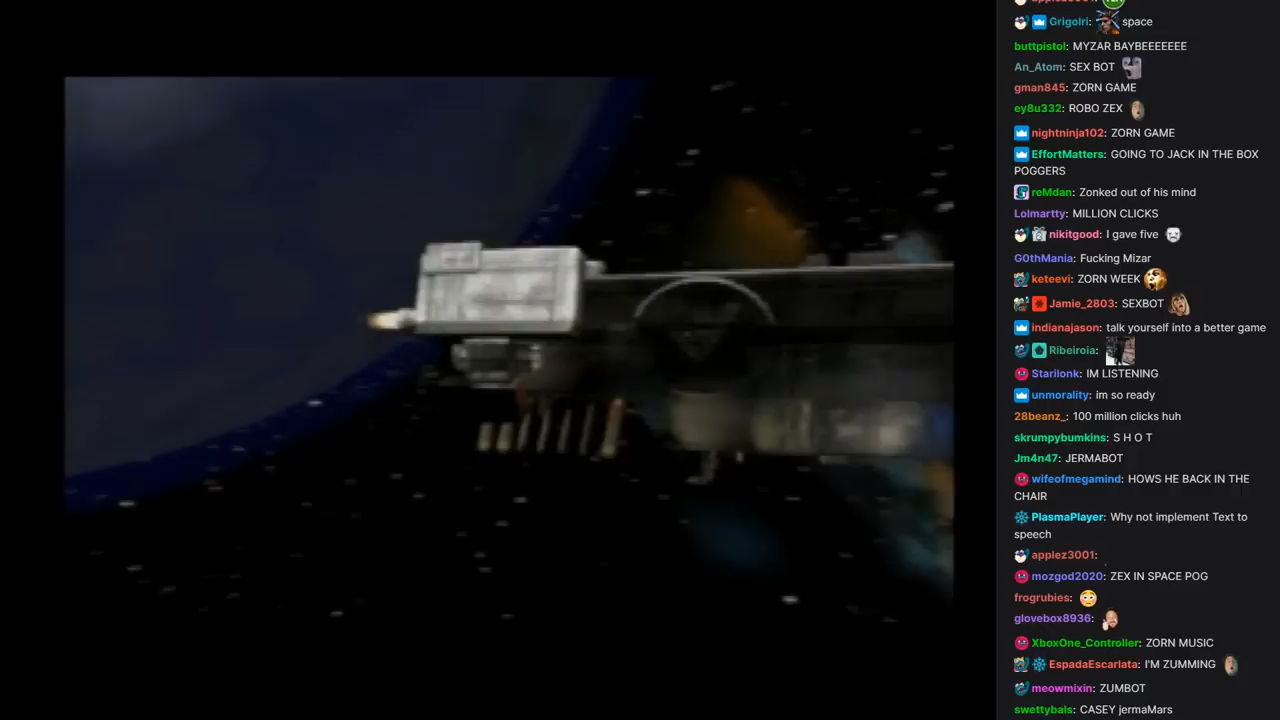 Grigolri: space
buttpistol: MYZAR BAYBEEEEEEE
An_Atom: SEX BOT
gman845: ZORN GAME
ey8u332: ROBO ZEX
nightninja102: ZORN GAME
EffortMatters: GOING TO JACK IN THE BOX
POGGERS
reMdan: Zonked out of his mind
Lolmartty: MILLION CLICKS
nikitgood: I gave five
G0thMania: Fucking Mizar
keteevi: ZORN WEEK
Jamie_2803: SEXBOT
indianajason: talk yourself into a better game
Ribeiroia:
Starilonk: IM LISTENING
unmorality: im so ready
28beanz_: 100 million clicks huh
skrumpybumkins: S H O T
Jm4n47: JERMABOT
wifeofmegamind: HOWS HE BACK IN THE
CHAIR
PlasmaPlayer: Why not implement Text to
speech
applez3001:
mozgod2020: ZEX IN SPACE POG
frogrubies:
glovebox8936:
XboxOne_Controller: ZORN MUSIC
EspadaEscarlata: I'M ZUMMING
meowmixin: ZUMBOT
swettybals: CASEY jermaMars